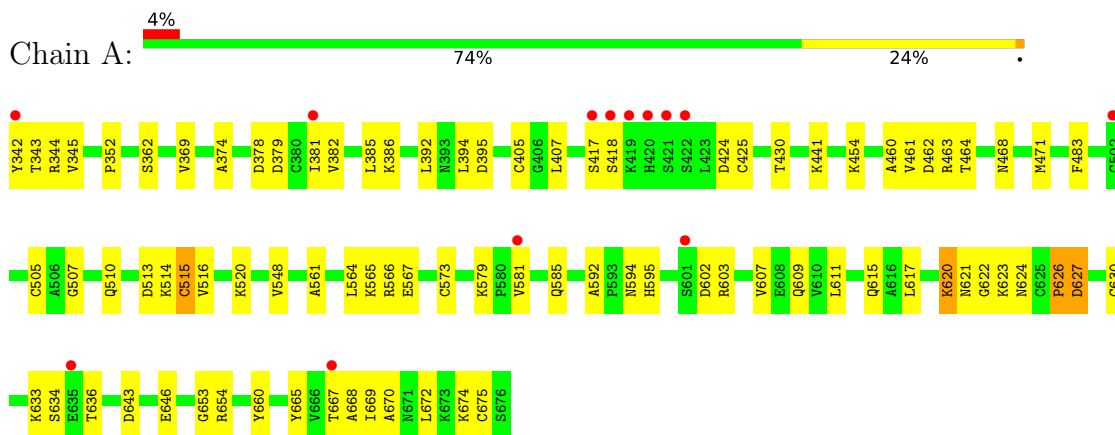 4%
Chain A:
74% 24% •
Y342 T343 R344 V345 P352 S362 V369 A374 D378 D379 C380 I381 V382 L385 K386 L392 N393 L394 D395 C405 G406 L407 S417 S418 K419 H420 S421 S422 L423 D424 C425 T430 K441 K454 A460 V461 D462 R463 T464 N468 M471 F483 G502
C505 A506 G507 Q510 D513 K514 C515 V516 K520 V548 A561 L564 K565 R566 E567 C573 K579 P580 V581 Q585 A592 P593 N594 H595 S601 D602 R603 V607 E608 Q609 V610 L611 Q615 A616 L617 K620 N621 G622 K623 N624 C625 P626 D627
K633 S634 E635 T636 D643 E646 G653 R654 Y660 Y665 V666 T667 A668 I669 A670 N671 L672 K673 K674 C675 S676